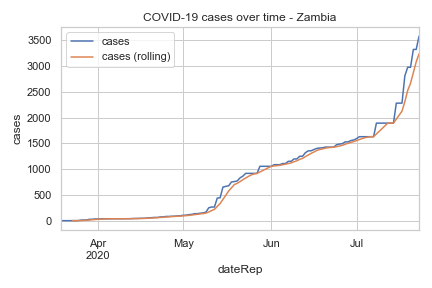 COVID-19 cases over time - Zambia
cases
cases (rolling)
3500
3000
2500
2000
1500
1000
500
0
cases
Apr
2020
May
Jun
Jul
dateRep